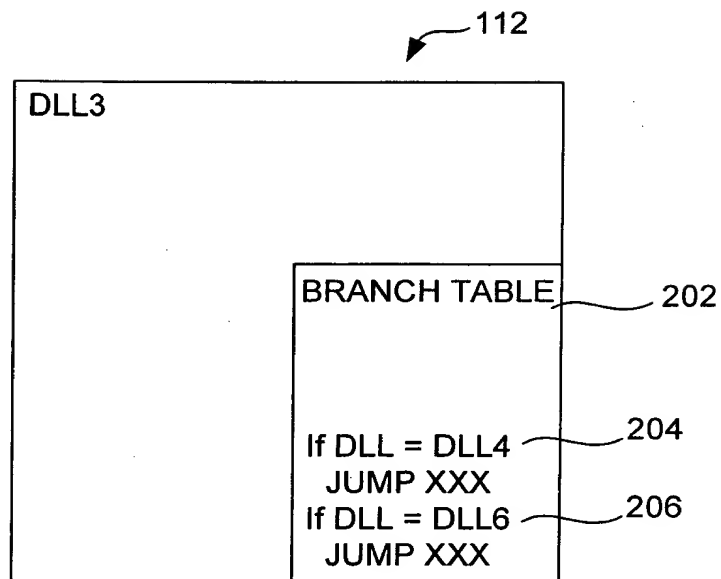 112
DLL3
BRANCH TABLE
202
If DLL = DLL4
204
JUMP XXX
If DLL = DLL6
206
JUMP XXX